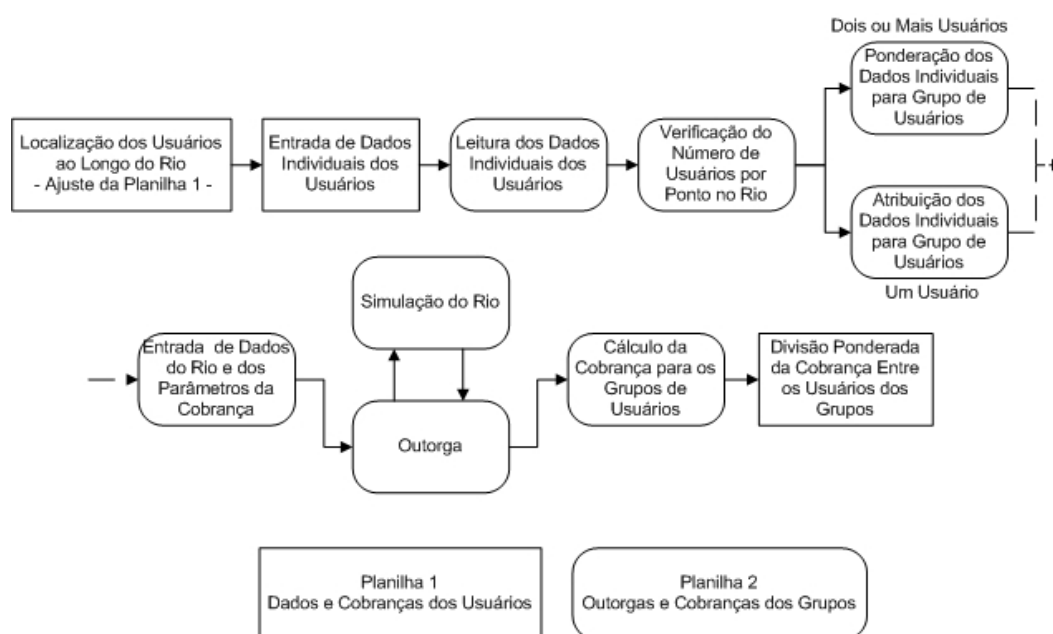 Dois ou Mais Usuários
Ponderação dos
Dados Individuais
para Grupo de
Usuários
Localização dos Usuários
ao Longo do Rio
- Ajuste da Planilha 1 -
Entrada de Dados
Individuais dos
Usuários
Leitura dos Dados
Individuais dos
Usuários
Verificação do
Número de
Usuários por
Ponto no Rio
Atribuição dos
Dados Individuais
para Grupo de
Usuários
Um Usuário
Simulação do Rio
Entrada de Dados
do Rio e dos
Parâmetros da
Cobrança
Outorga
Cálculo da
Cobrança para os
Grupos de
Usuários
Divisão Ponderada
da Cobrança Entre
os Usuários dos
Grupos
Planilha 1
Dados e Cobranças dos Usuários
Planilha 2
Outorgas e Cobranças dos Grupos